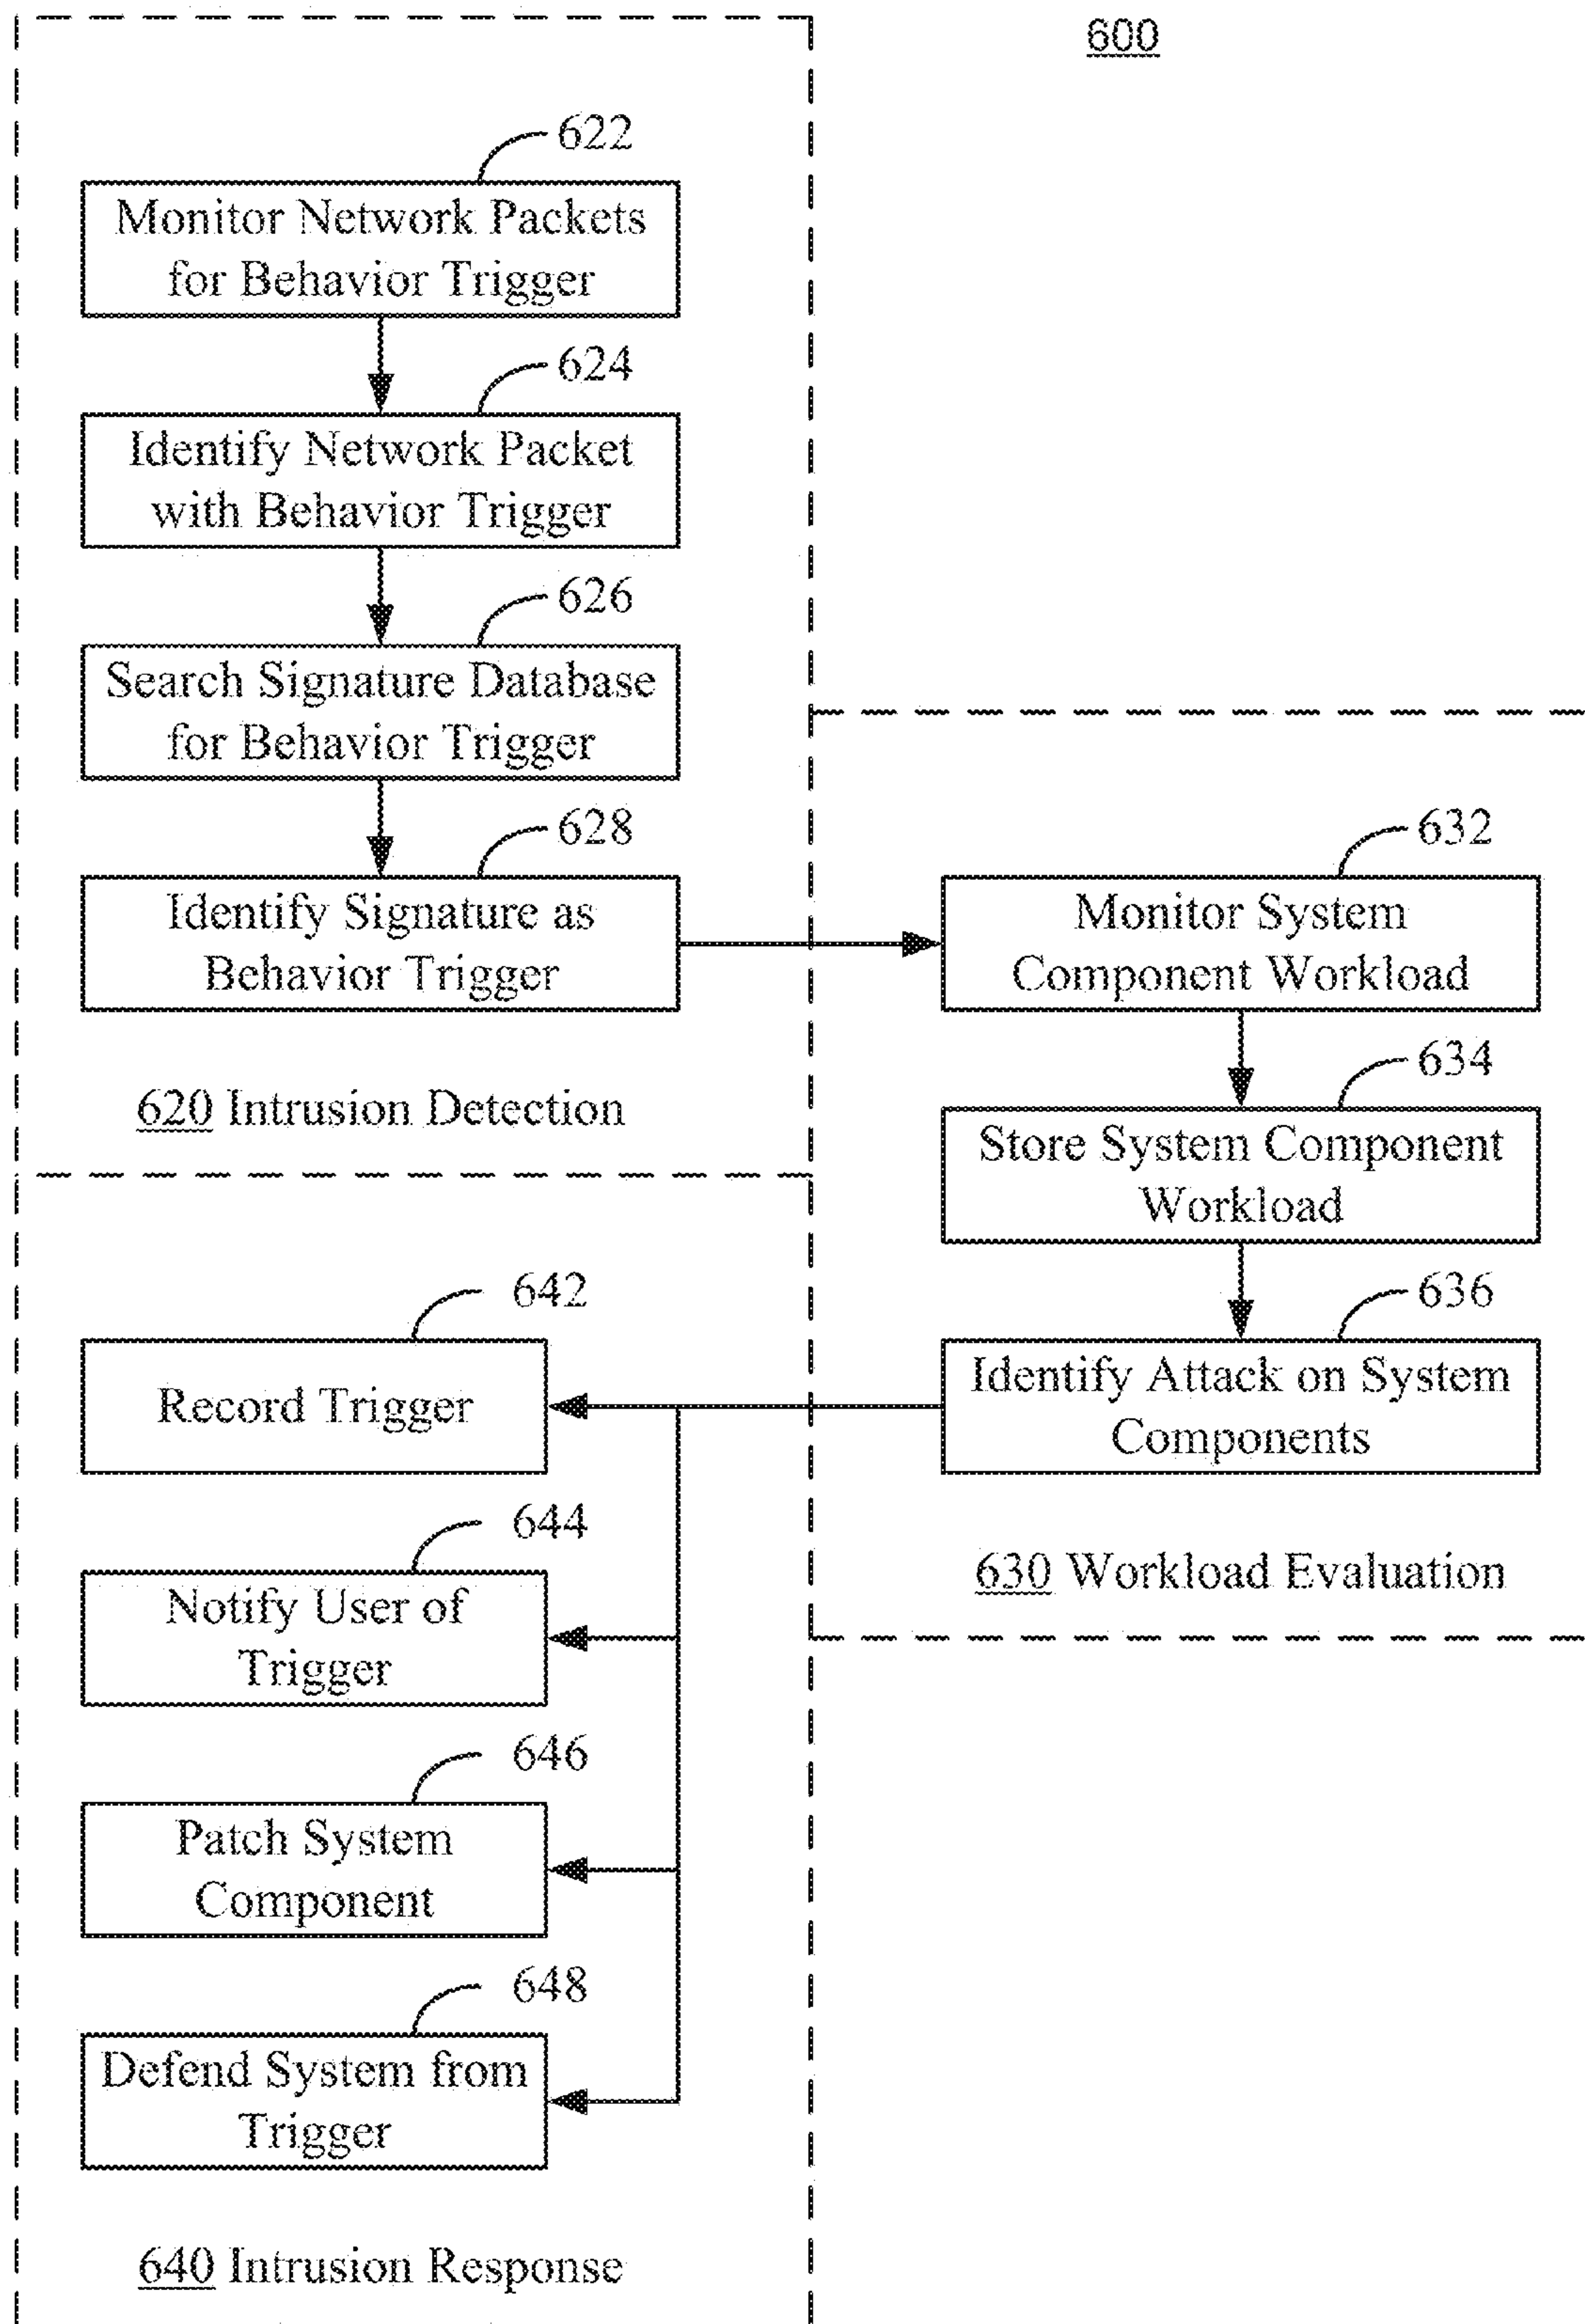 600
622
Monitor Network Packets
for Behavior Trigger
624
Identify Network Packet
with Behavior Trigger
626
Search Signature Database
for Behavior Trigger
628
Identify Signature as
Behavior Trigger
620 Intrusion Detection
632
Monitor System
Component Workload
634
Store System Component
Workload
636
Identify Attack on System
Components
630 Workload Evaluation
642
Record Trigger
644
Notify User of
Trigger
646
Patch System
Component
648
Defend System from
Trigger
640 Intrusion Response